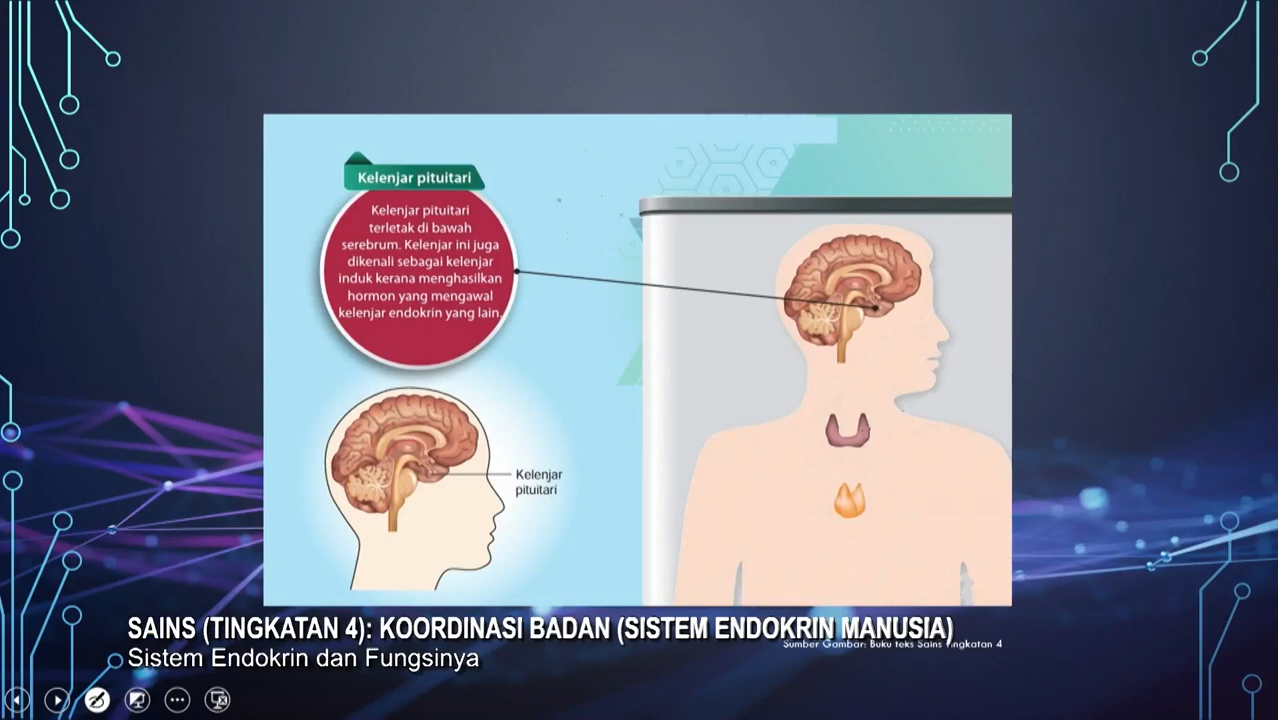 Kelenjar pituitari
Kelenjar pituitari
terletak di bawah
serebrum. Kelenjar ini juga
dikenali sebagai kelenjar
induk kerana menghasilkan
hormon yang mengawal
kelenjar endokrin yang lain.
Kelenjar
pituitari
SAINS (TINGKATAN 4): KOORDINASI BADAN (SISTEM ENDOKRIN MANUSIA)
Sumber Gambar: Buku teks Sains Tingkatan 4
Sistem Endokrin dan Fungsinya